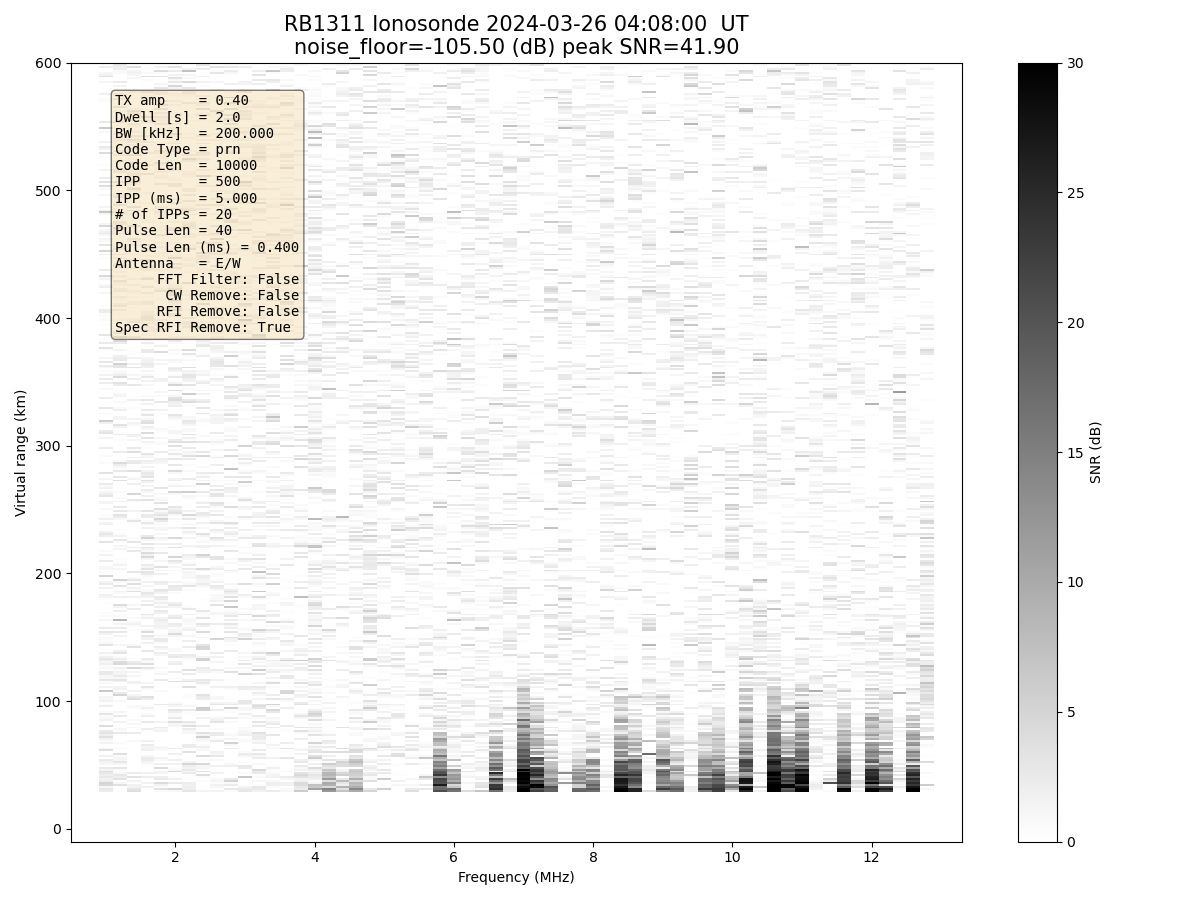 RB1311 Ionosonde 2024-03-26 04:08:00  UT
noise_floor=-105.50 (dB) peak SNR=41.90
TX amp    = 0.40
Dwell [s] = 2.0
BW [kHz]  = 200.000
Code Type = prn
Code Len  = 10000
IPP       = 500
IPP (ms)  = 5.000
# of IPPs = 20
Pulse Len = 40
Pulse Len (ms) = 0.400
Antenna   = E/W
FFT Filter: False
CW Remove: False
RFI Remove: False
Spec RFI Remove: True
Virtual range (km)
600
500
400
300
200
100
0
2
4
6
8
10
12
Frequency (MHz)
30
25
20
15
10
5
0
SNR (dB)